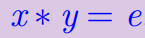 x* y = e